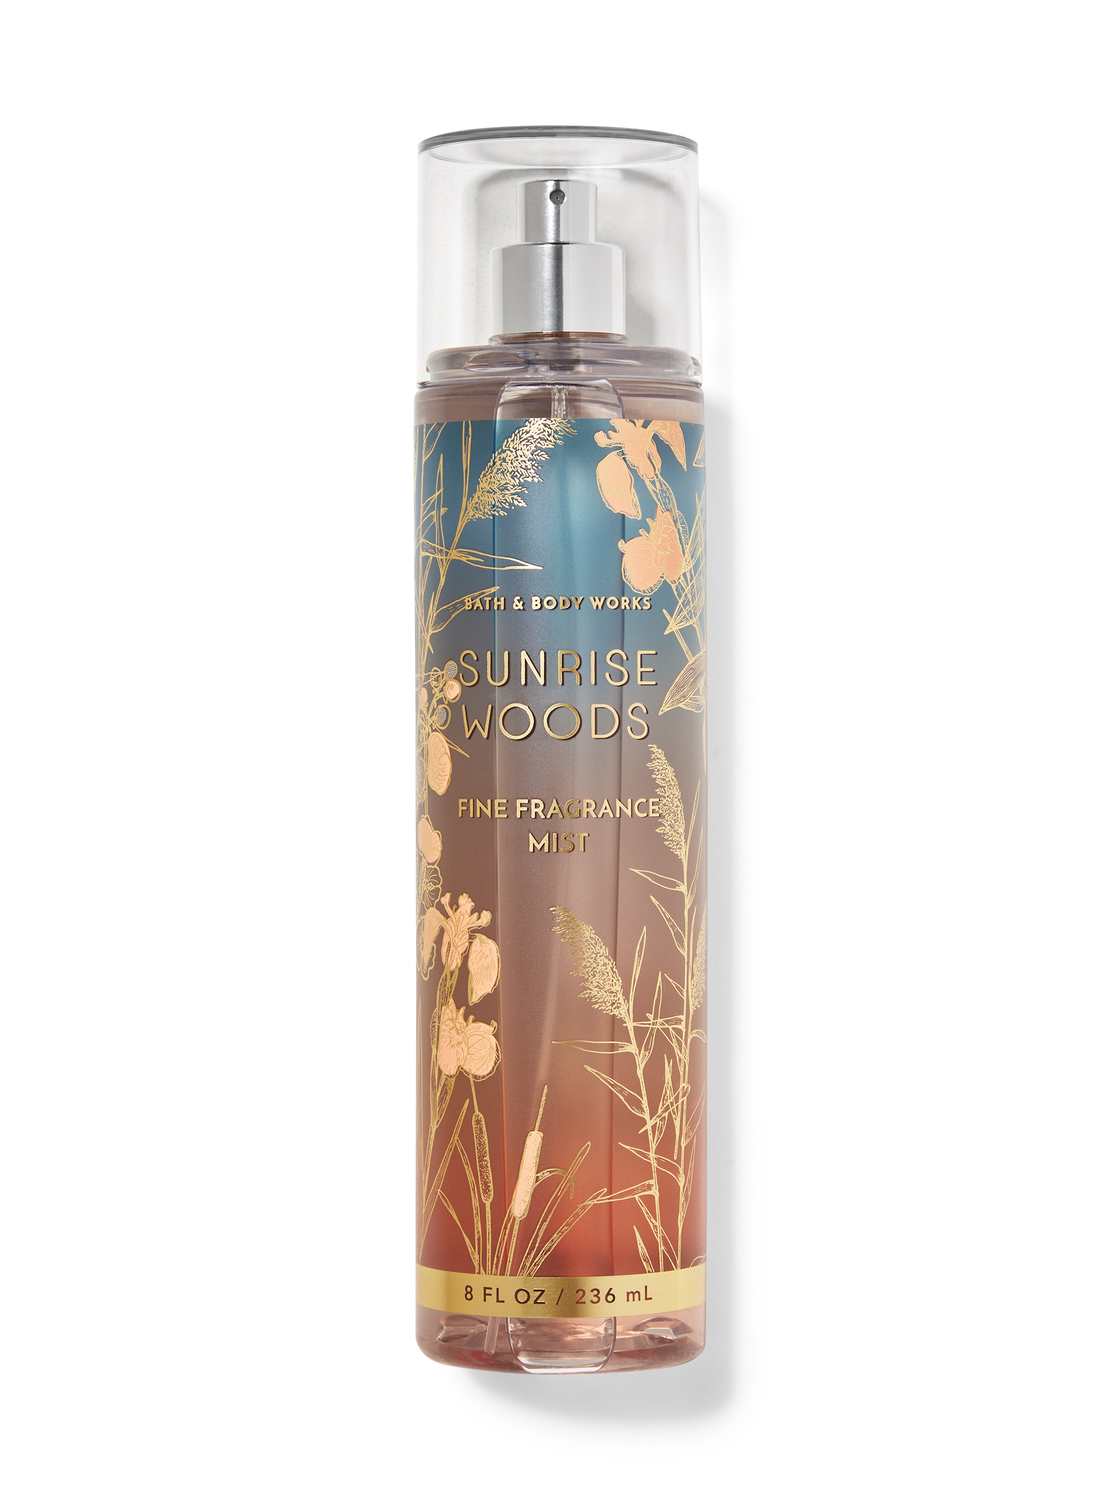 BATH & BODY WORKS
SUNRISE
WOODS
FINE FRAGRANCE
MIST
8 FL OZ / 236 mL